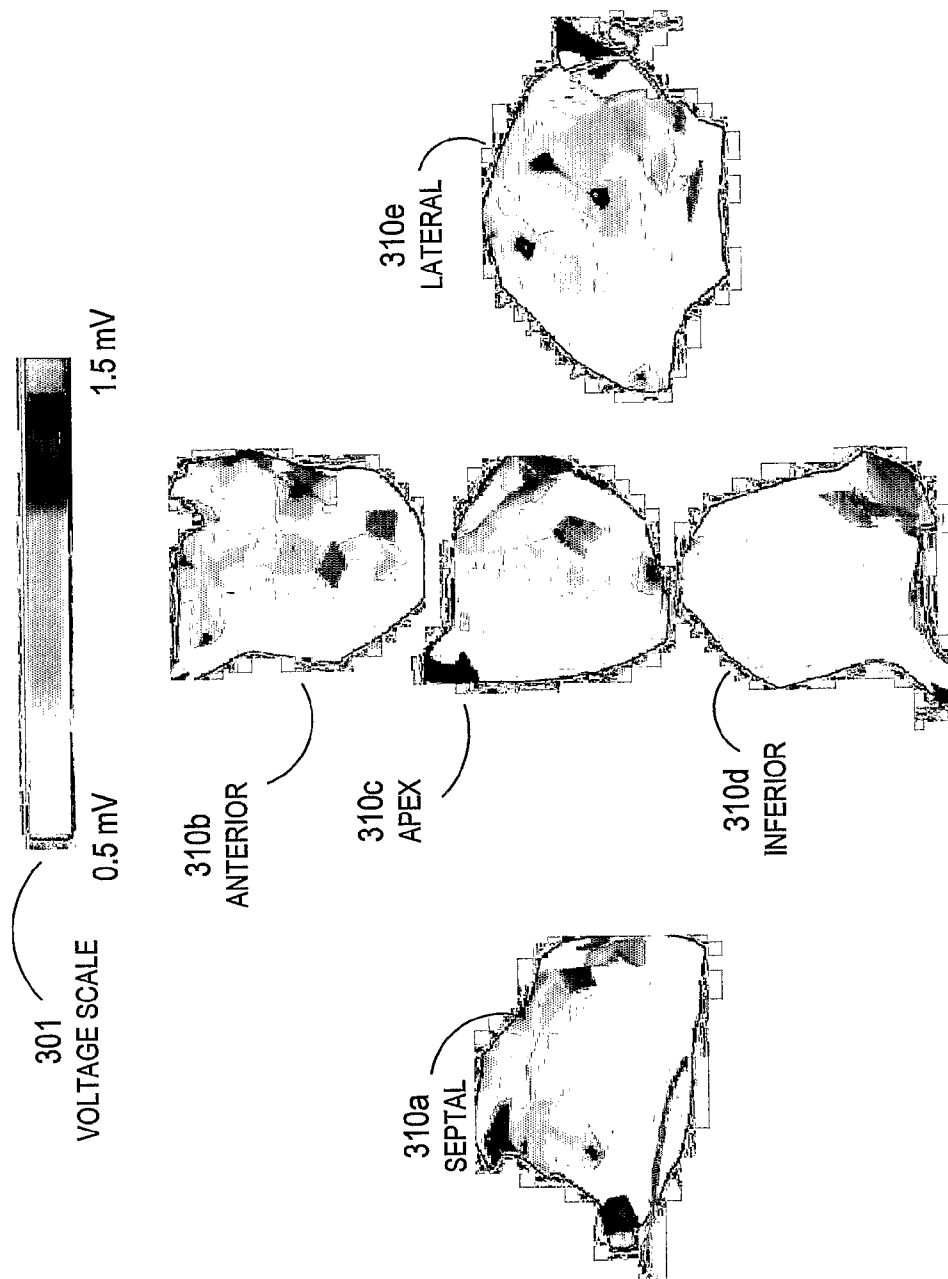 301
VOLTAGE SCALE
0.5 mV
1.5 mV
310b
ANTERIOR
310c
APEX
310d
INFERIOR
310a
SEPTAL
310e
LATERAL